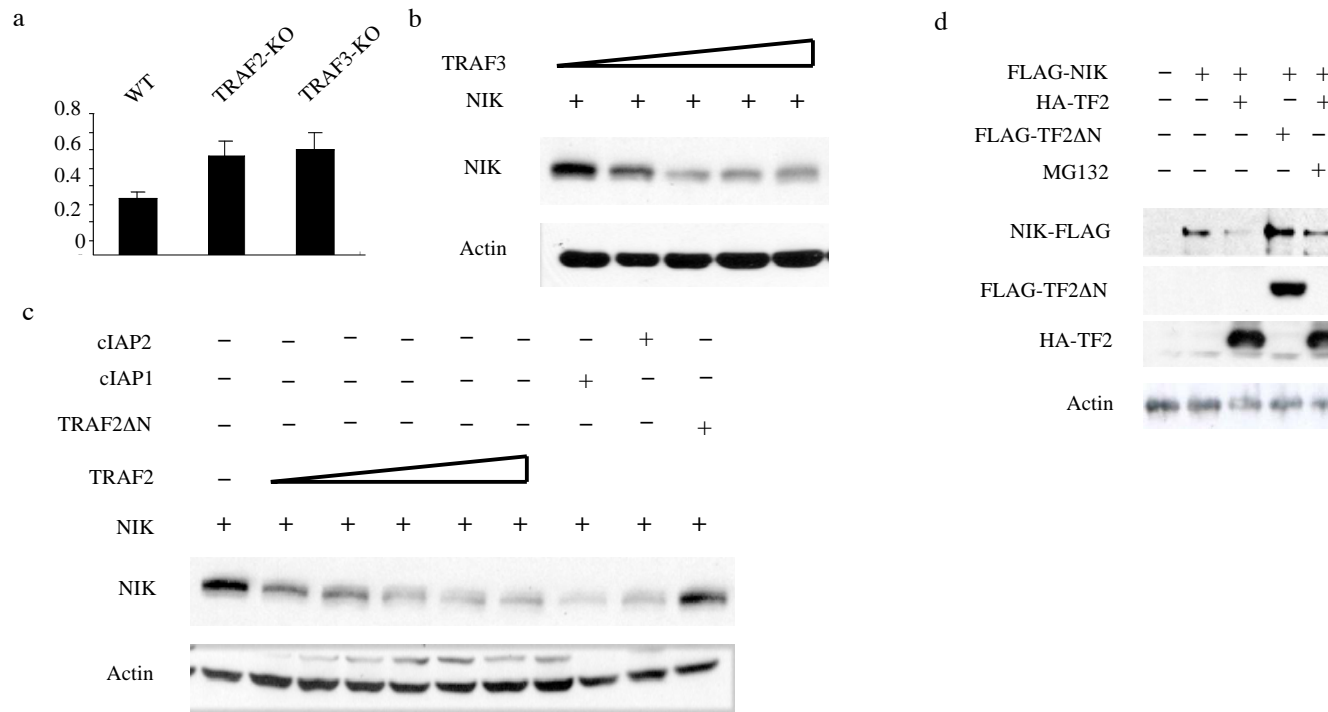 a
WT
TRAF2-KO
TRAF3-KO
0.8
0.6
0.4
0.2
0
b
TRAF3
NIK + + + + +
NIK
Actin
c
cIAP2 – – – – – – – + –
cIAP1 – – – – – – + – –
TRAF2ΔN – – – – – – – – +
TRAF2 –
NIK + + + + + + + + +
NIK
Actin
d
FLAG-NIK – + + + +
HA-TF2 – – + – +
FLAG-TF2ΔN – – – + –
MG132 – – – – +
NIK-FLAG
FLAG-TF2ΔN
HA-TF2
Actin